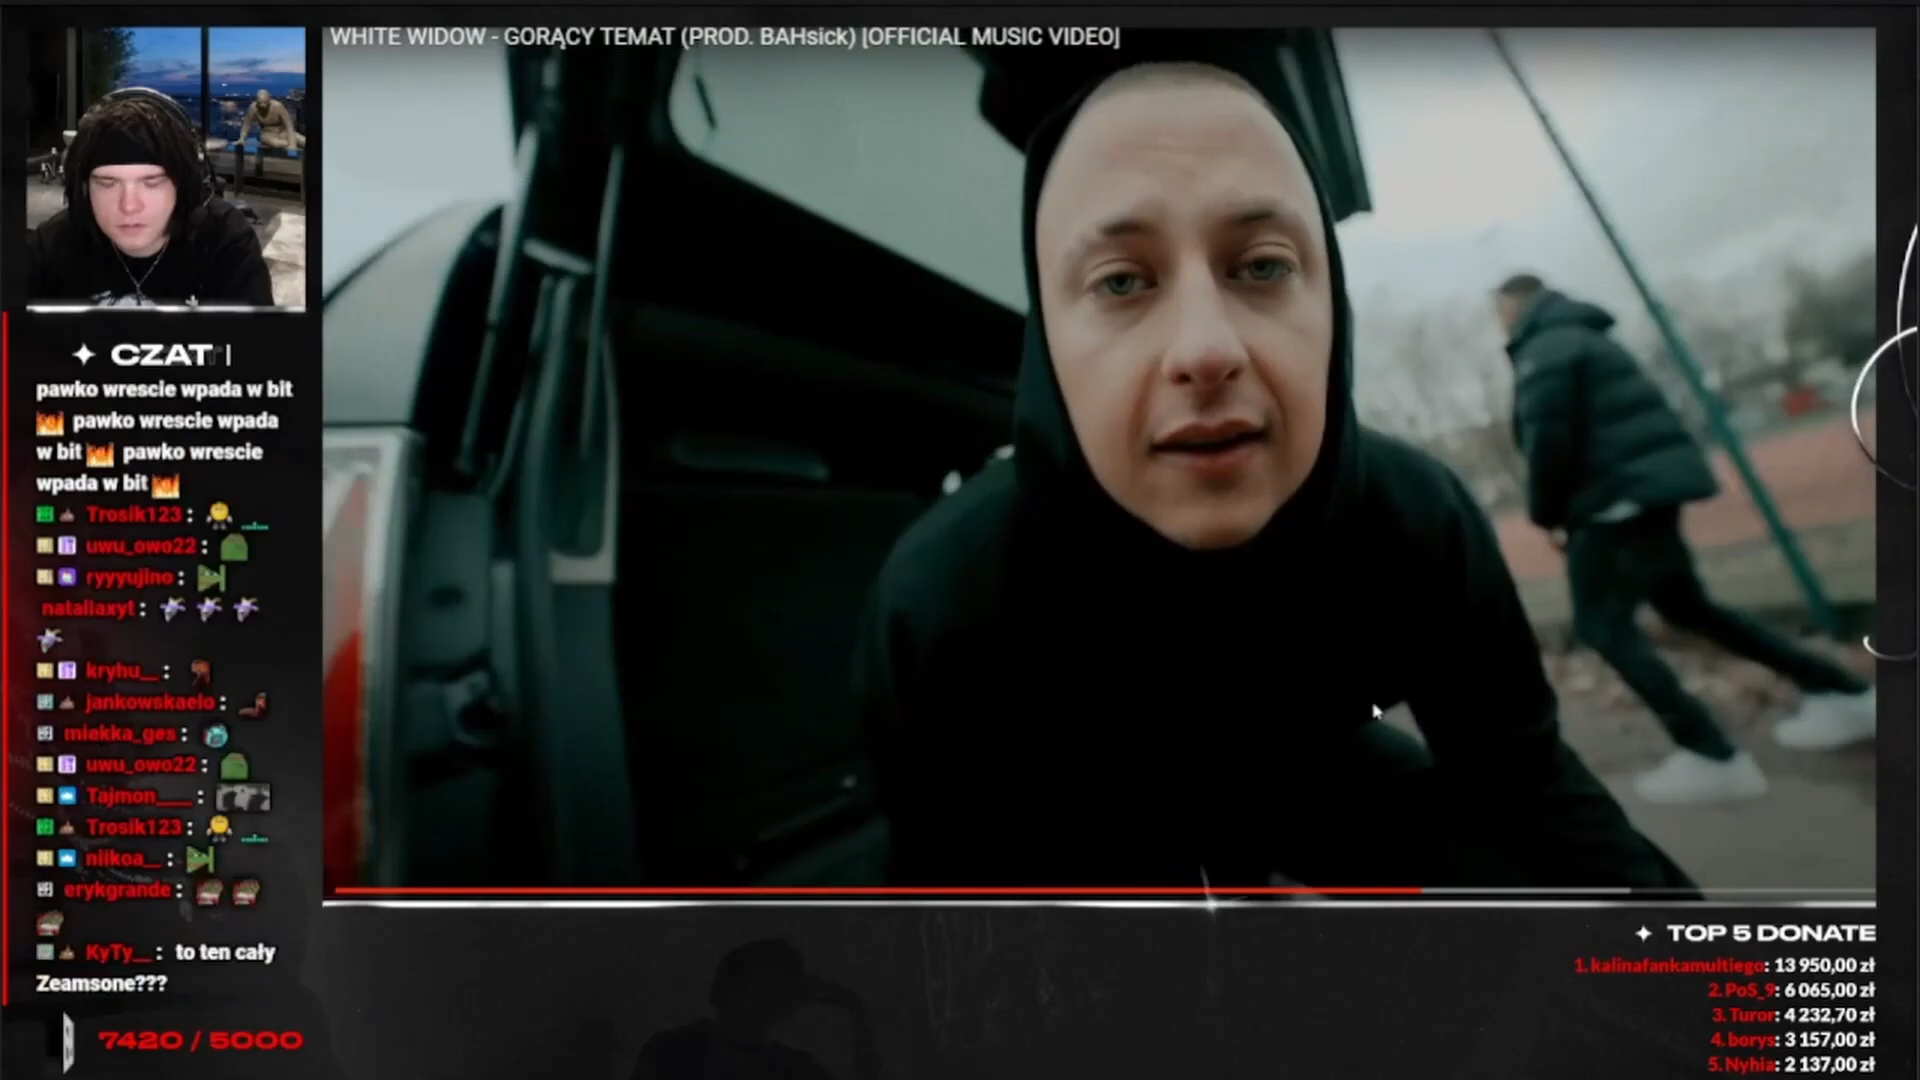 WHITE WIDOW - GORĄCY TEMAT (PROD. BAHsick) [OFFICIAL MUSIC VIDEO]
CZAT
pawko wrescie wpada w bit
pawko wrescie wpada
w bit pawko wrescie
wpada w bit
Trosik123:
uwu_owo22:
ryyyujino:
nataliaxyt:
kryhu__:
jankowskaelo:
miekka_ges:
uwu_owo22:
Tajmon___:
Trosik123:
niikoa__:
erykgrande:
KyTy__: to ten cały
Zeamsone???
7420 / 5000
TOP 5 DONATE
1. kalinafankamultiego: 13 950,00 zł
2. PoS_9: 6 065,00 zł
3. Turor: 4 232,70 zł
4. borys: 3 157,00 zł
5. Nyhia: 2 137,00 zł